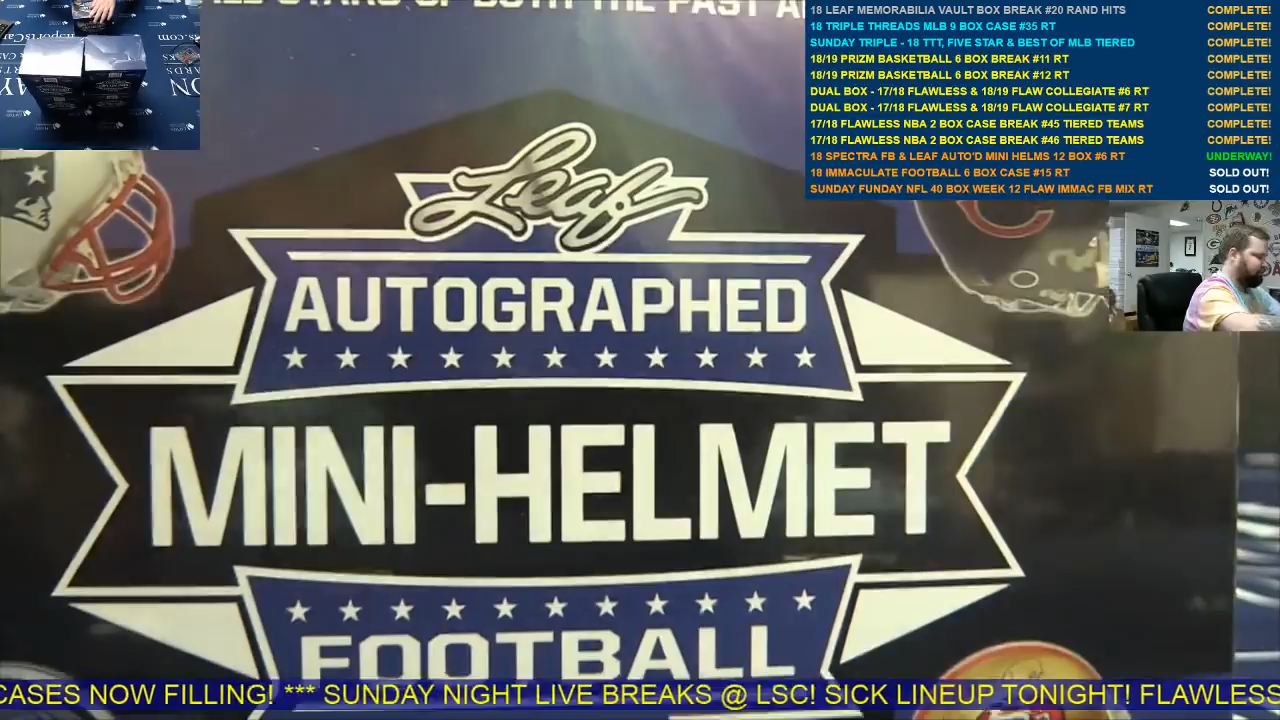 ALL STARS OF BOTH THE PAST A
18 LEAF MEMORABILIA VAULT BOX BREAK #20 RAND HITS COMPLETE!
18 TRIPLE THREADS MLB 9 BOX CASE #35 RT COMPLETE!
SUNDAY TRIPLE - 18 TTT, FIVE STAR & BEST OF MLB TIERED COMPLETE!
18/19 PRIZM BASKETBALL 6 BOX BREAK #11 RT COMPLETE!
18/19 PRIZM BASKETBALL 6 BOX BREAK #12 RT COMPLETE!
DUAL BOX - 17/18 FLAWLESS & 18/19 FLAW COLLEGIATE #6 RT COMPLETE!
DUAL BOX - 17/18 FLAWLESS & 18/19 FLAW COLLEGIATE #7 RT COMPLETE!
17/18 FLAWLESS NBA 2 BOX CASE BREAK #45 TIERED TEAMS COMPLETE!
17/18 FLAWLESS NBA 2 BOX CASE BREAK #46 TIERED TEAMS COMPLETE!
18 SPECTRA FB & LEAF AUTO'D MINI HELMS 12 BOX #6 RT UNDERWAY!
18 IMMACULATE FOOTBALL 6 BOX CASE #15 RT SOLD OUT!
SUNDAY FUNDAY NFL 40 BOX WEEK 12 FLAW IMMAC FB MIX RT SOLD OUT!
Leaf
AUTOGRAPHED
MINI-HELMET
FOOTBALL
CASES NOW FILLING! *** SUNDAY NIGHT LIVE BREAKS @ LSC! SICK LINEUP TONIGHT! FLAWLESS